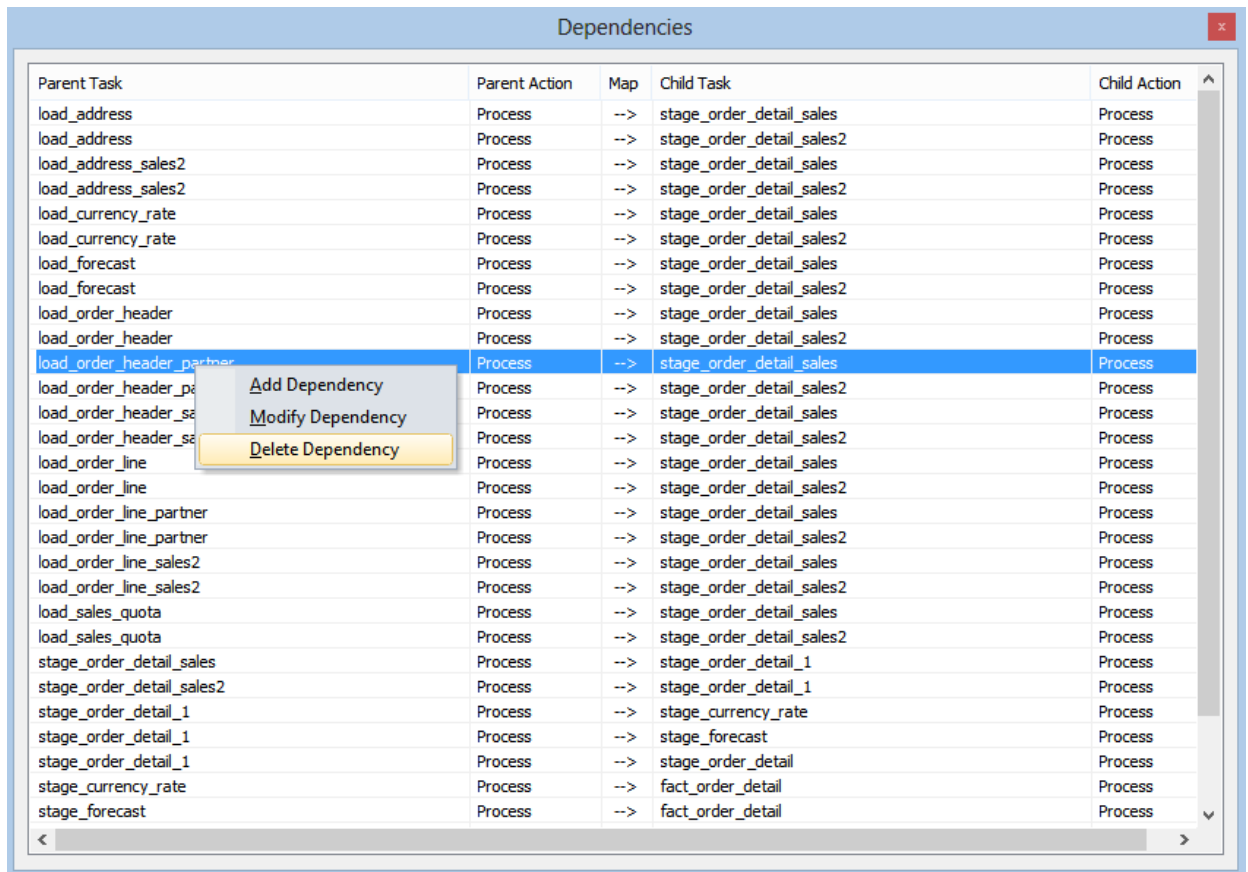 Dependencies
x
Parent Task Parent Action Map Child Task Child Action
load_address Process --> stage_order_detail_sales Process
load_address Process --> stage_order_detail_sales2 Process
load_address_sales2 Process --> stage_order_detail_sales Process
load_address_sales2 Process --> stage_order_detail_sales2 Process
load_currency_rate Process --> stage_order_detail_sales Process
load_currency_rate Process --> stage_order_detail_sales2 Process
load_forecast Process --> stage_order_detail_sales Process
load_forecast Process --> stage_order_detail_sales2 Process
load_order_header Process --> stage_order_detail_sales Process
load_order_header Process --> stage_order_detail_sales2 Process
load_order_header_partner Process --> stage_order_detail_sales Process
load_order_header_pa Process --> stage_order_detail_sales2 Process
load_order_header_sa Process --> stage_order_detail_sales Process
load_order_header_sa Process --> stage_order_detail_sales2 Process
Add Dependency
Modify Dependency
Delete Dependency
load_order_line Process --> stage_order_detail_sales Process
load_order_line Process --> stage_order_detail_sales2 Process
load_order_line_partner Process --> stage_order_detail_sales Process
load_order_line_partner Process --> stage_order_detail_sales2 Process
load_order_line_sales2 Process --> stage_order_detail_sales Process
load_order_line_sales2 Process --> stage_order_detail_sales2 Process
load_sales_quota Process --> stage_order_detail_sales Process
load_sales_quota Process --> stage_order_detail_sales2 Process
stage_order_detail_sales Process --> stage_order_detail_1 Process
stage_order_detail_sales2 Process --> stage_order_detail_1 Process
stage_order_detail_1 Process --> stage_currency_rate Process
stage_order_detail_1 Process --> stage_forecast Process
stage_order_detail_1 Process --> stage_order_detail Process
stage_currency_rate Process --> fact_order_detail Process
stage_forecast Process --> fact_order_detail Process